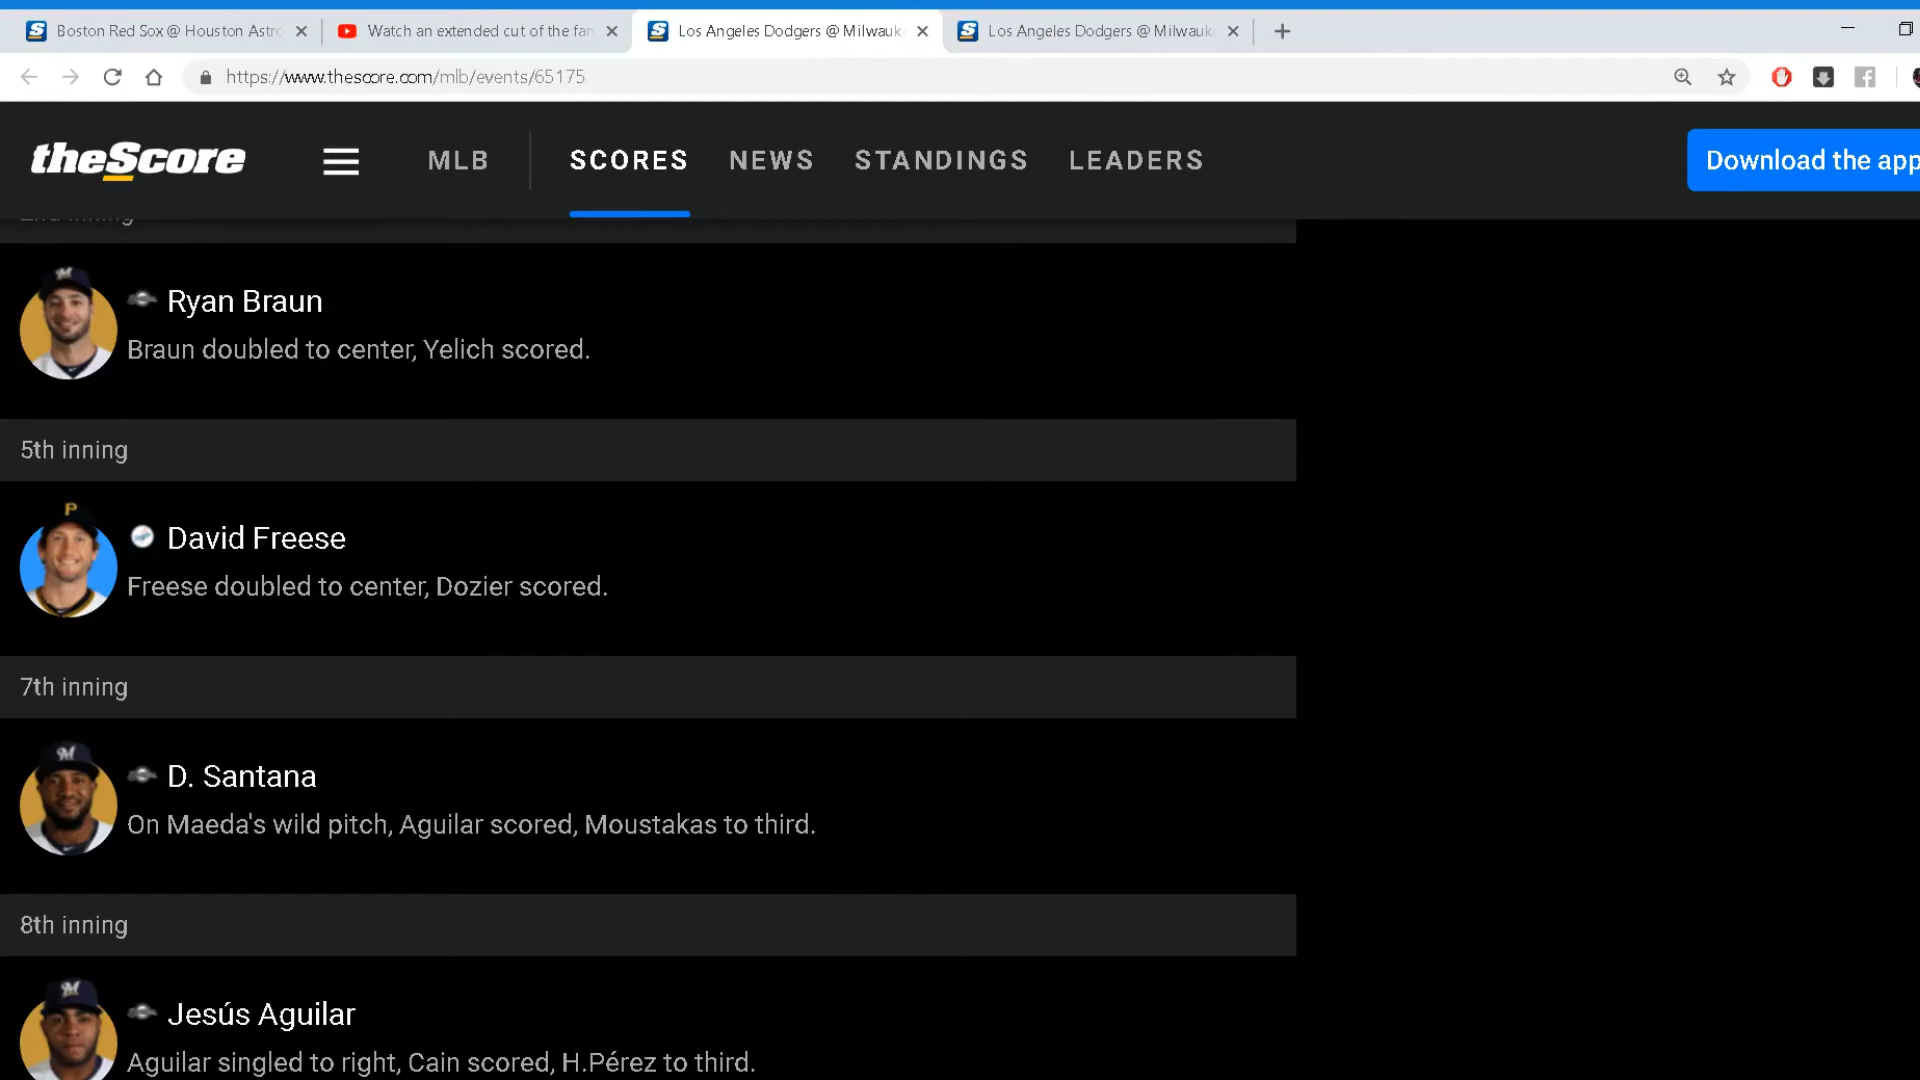 Boston Red Sox @ Houston Astro
Watch an extended cut of the fan
Los Angeles Dodgers @ Milwauk
Los Angeles Dodgers @ Milwauk
https://www.thescore.com/mlb/events/65175
theScore
MLB
SCORES
NEWS
STANDINGS
LEADERS
Download the app
2nd inning
Ryan Braun
Braun doubled to center, Yelich scored.
5th inning
David Freese
Freese doubled to center, Dozier scored.
7th inning
D. Santana
On Maeda's wild pitch, Aguilar scored, Moustakas to third.
8th inning
Jesús Aguilar
Aguilar singled to right, Cain scored, H.Pérez to third.